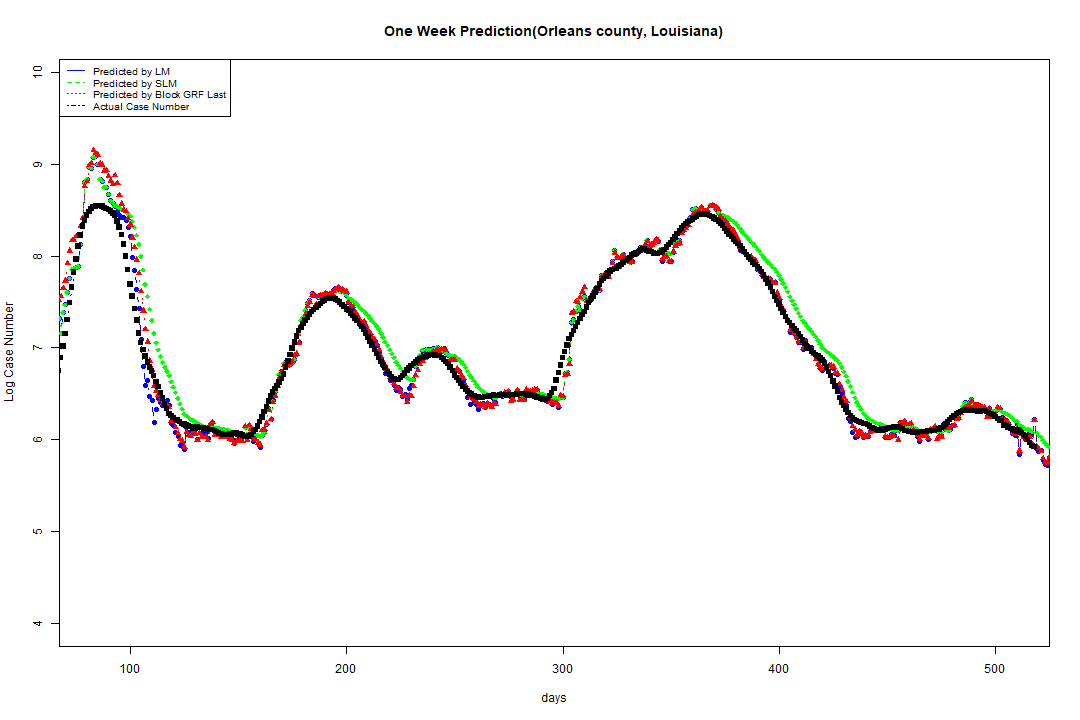 One Week Prediction(Orleans county, Louisiana)
Predicted by LM
Predicted by SLM
Predicted by Block GRF Last
Actual Case Number
10
9
8
7
6
5
4
Log Case Number
100 200 300 400 500
days